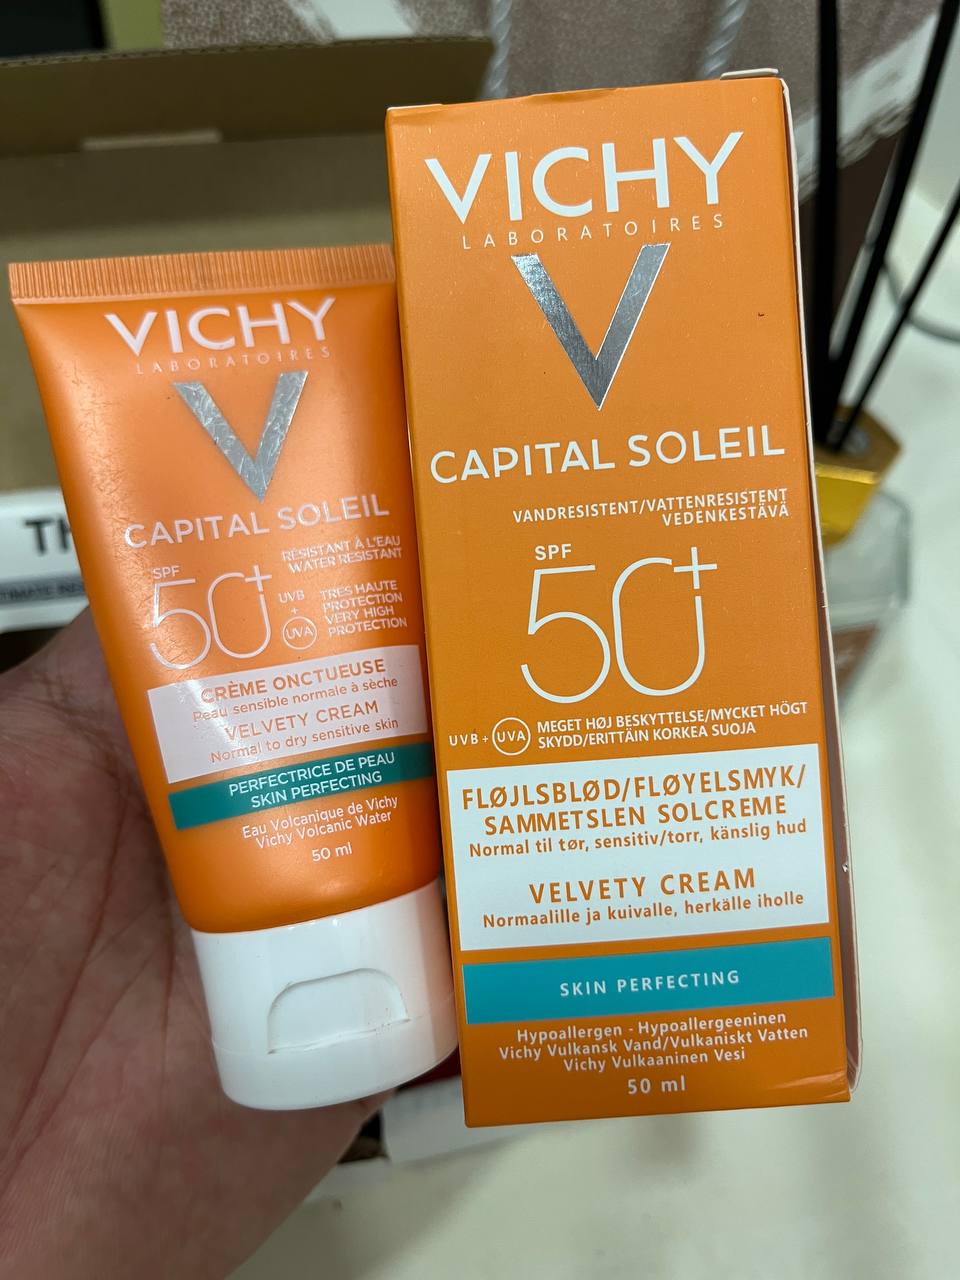 VICHY
LABORATOIRES
CAPITAL SOLEIL
RÉSISTANT À L'EAU
WATER RESISTANT
SPF
50+
UVB
+
UVA
TRÈS HAUTE
PROTECTION
VERY HIGH
PROTECTION
CRÈME ONCTUEUSE
Peau sensible normale à sèche
VELVETY CREAM
Normal to dry sensitive skin
PERFECTRICE DE PEAU
SKIN PERFECTING
Eau Volcanique de Vichy
Vichy Volcanic Water
50 ml
VICHY
LABORATOIRES
CAPITAL SOLEIL
VANDRESISTENT/VATTENRESISTENT
VEDENKESTÄVÄ
SPF
50+
UVB + UVA
MEGET HØJ BESKYTTELSE/MYCKET HÖGT
SKYDD/ERITTÄIN KORKEA SUOJA
FLØJLSBLØD/FLØYELSMYK/
SAMMETSLEN SOLCREME
Normal til tør, sensitiv/torr, känslig hud
VELVETY CREAM
Normaalille ja kuivalle, herkälle iholle
SKIN PERFECTING
Hypoallergen - Hypoallergeeninen
Vichy Vulkansk Vand/Vulkaniskt Vatten
Vichy Vulkaaninen Vesi
50 ml